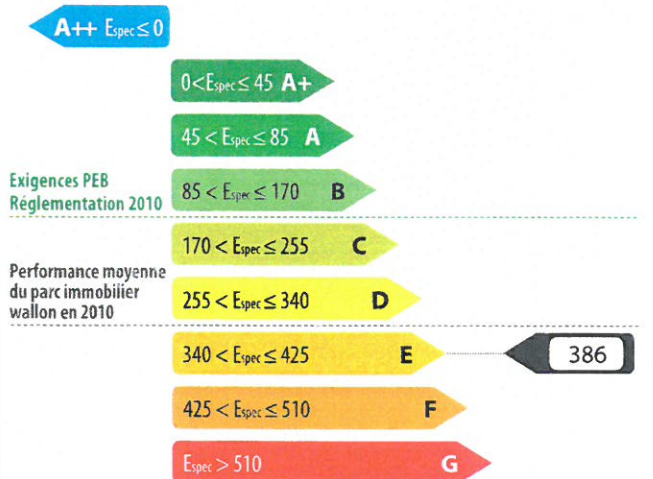 A++ Espec ≤ 0
0 < Espec ≤ 45 A+
45 < Espec ≤ 85 A
Exigences PEB
Réglementation 2010
85 < Espec ≤ 170 B
170 < Espec ≤ 255 C
Performance moyenne
du parc immobilier
wallon en 2010
255 < Espec ≤ 340 D
340 < Espec ≤ 425 E
386
425 < Espec ≤ 510 F
Espec > 510 G